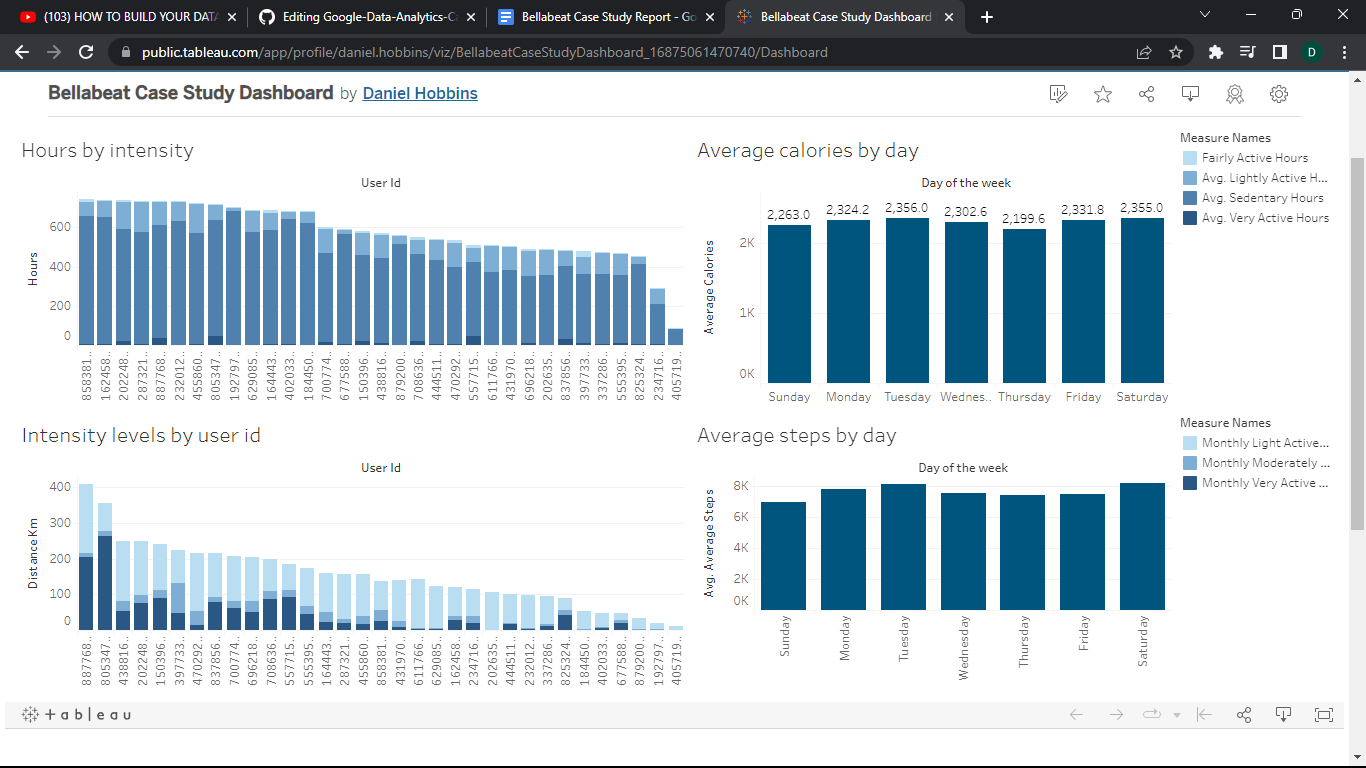 (103) HOW TO BUILD YOUR DATA
Editing Google-Data-Analytics-Ca
Bellabeat Case Study Report - Go
Bellabeat Case Study Dashboard
public.tableau.com/app/profile/daniel.hobbins/viz/BellabeatCaseStudyDashboard_16875061470740/Dashboard
D
Bellabeat Case Study Dashboard by Daniel Hobbins
Hours by intensity
User Id
Hours
600
400
200
0
858381..
162458..
202248..
287321..
887768..
232012..
455860..
805347..
192797..
629085..
164443..
402033..
184450..
700774..
677588..
150396..
438816..
879200..
708636..
444511..
470292..
557715..
611766..
431970..
696218..
202635..
837856..
397733..
337286..
555395..
825324..
234716..
405719..
Average calories by day
Day of the week
Average Calories
2K
1K
0K
2,263.0
2,324.2
2,356.0
2,302.6
2,199.6
2,331.8
2,355.0
Sunday Monday Tuesday Wednes.. Thursday Friday Saturday
Measure Names
Fairly Active Hours
Avg. Lightly Active H...
Avg. Sedentary Hours
Avg. Very Active Hours
Intensity levels by user id
User Id
Distance Km
400
300
200
100
0
887768..
805347..
438816..
202248..
150396..
397733..
470292..
837856..
700774..
696218..
708636..
557715..
555395..
164443..
287321..
455860..
858381..
431970..
611766..
629085..
162458..
234716..
202635..
444511..
232012..
337286..
825324..
184450..
402033..
677588..
879200..
192797..
405719..
Average steps by day
Day of the week
Avg. Average Steps
8K
6K
4K
2K
0K
Sunday
Monday
Tuesday
Wednesday
Thursday
Friday
Saturday
Measure Names
Monthly Light Active...
Monthly Moderately ...
Monthly Very Active ...
+ableau